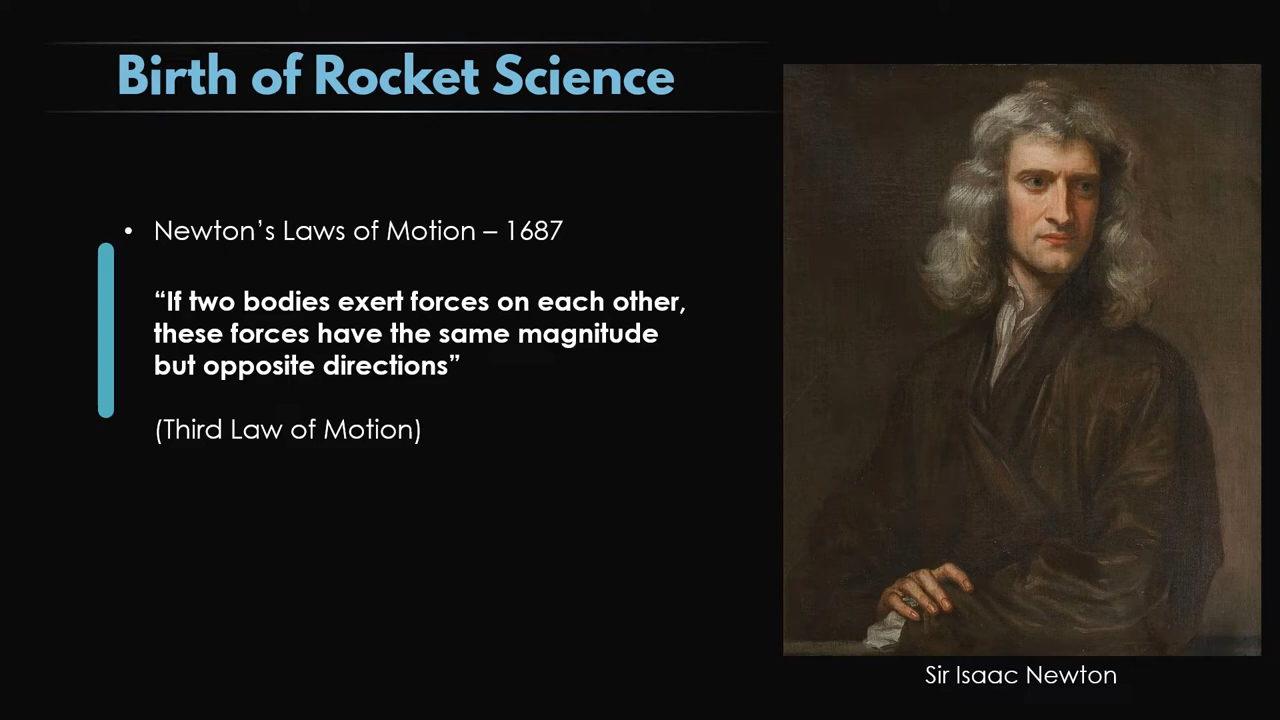 Birth of Rocket Science
• Newton’s Laws of Motion – 1687
“If two bodies exert forces on each other,
these forces have the same magnitude
but opposite directions”
(Third Law of Motion)
Sir Isaac Newton